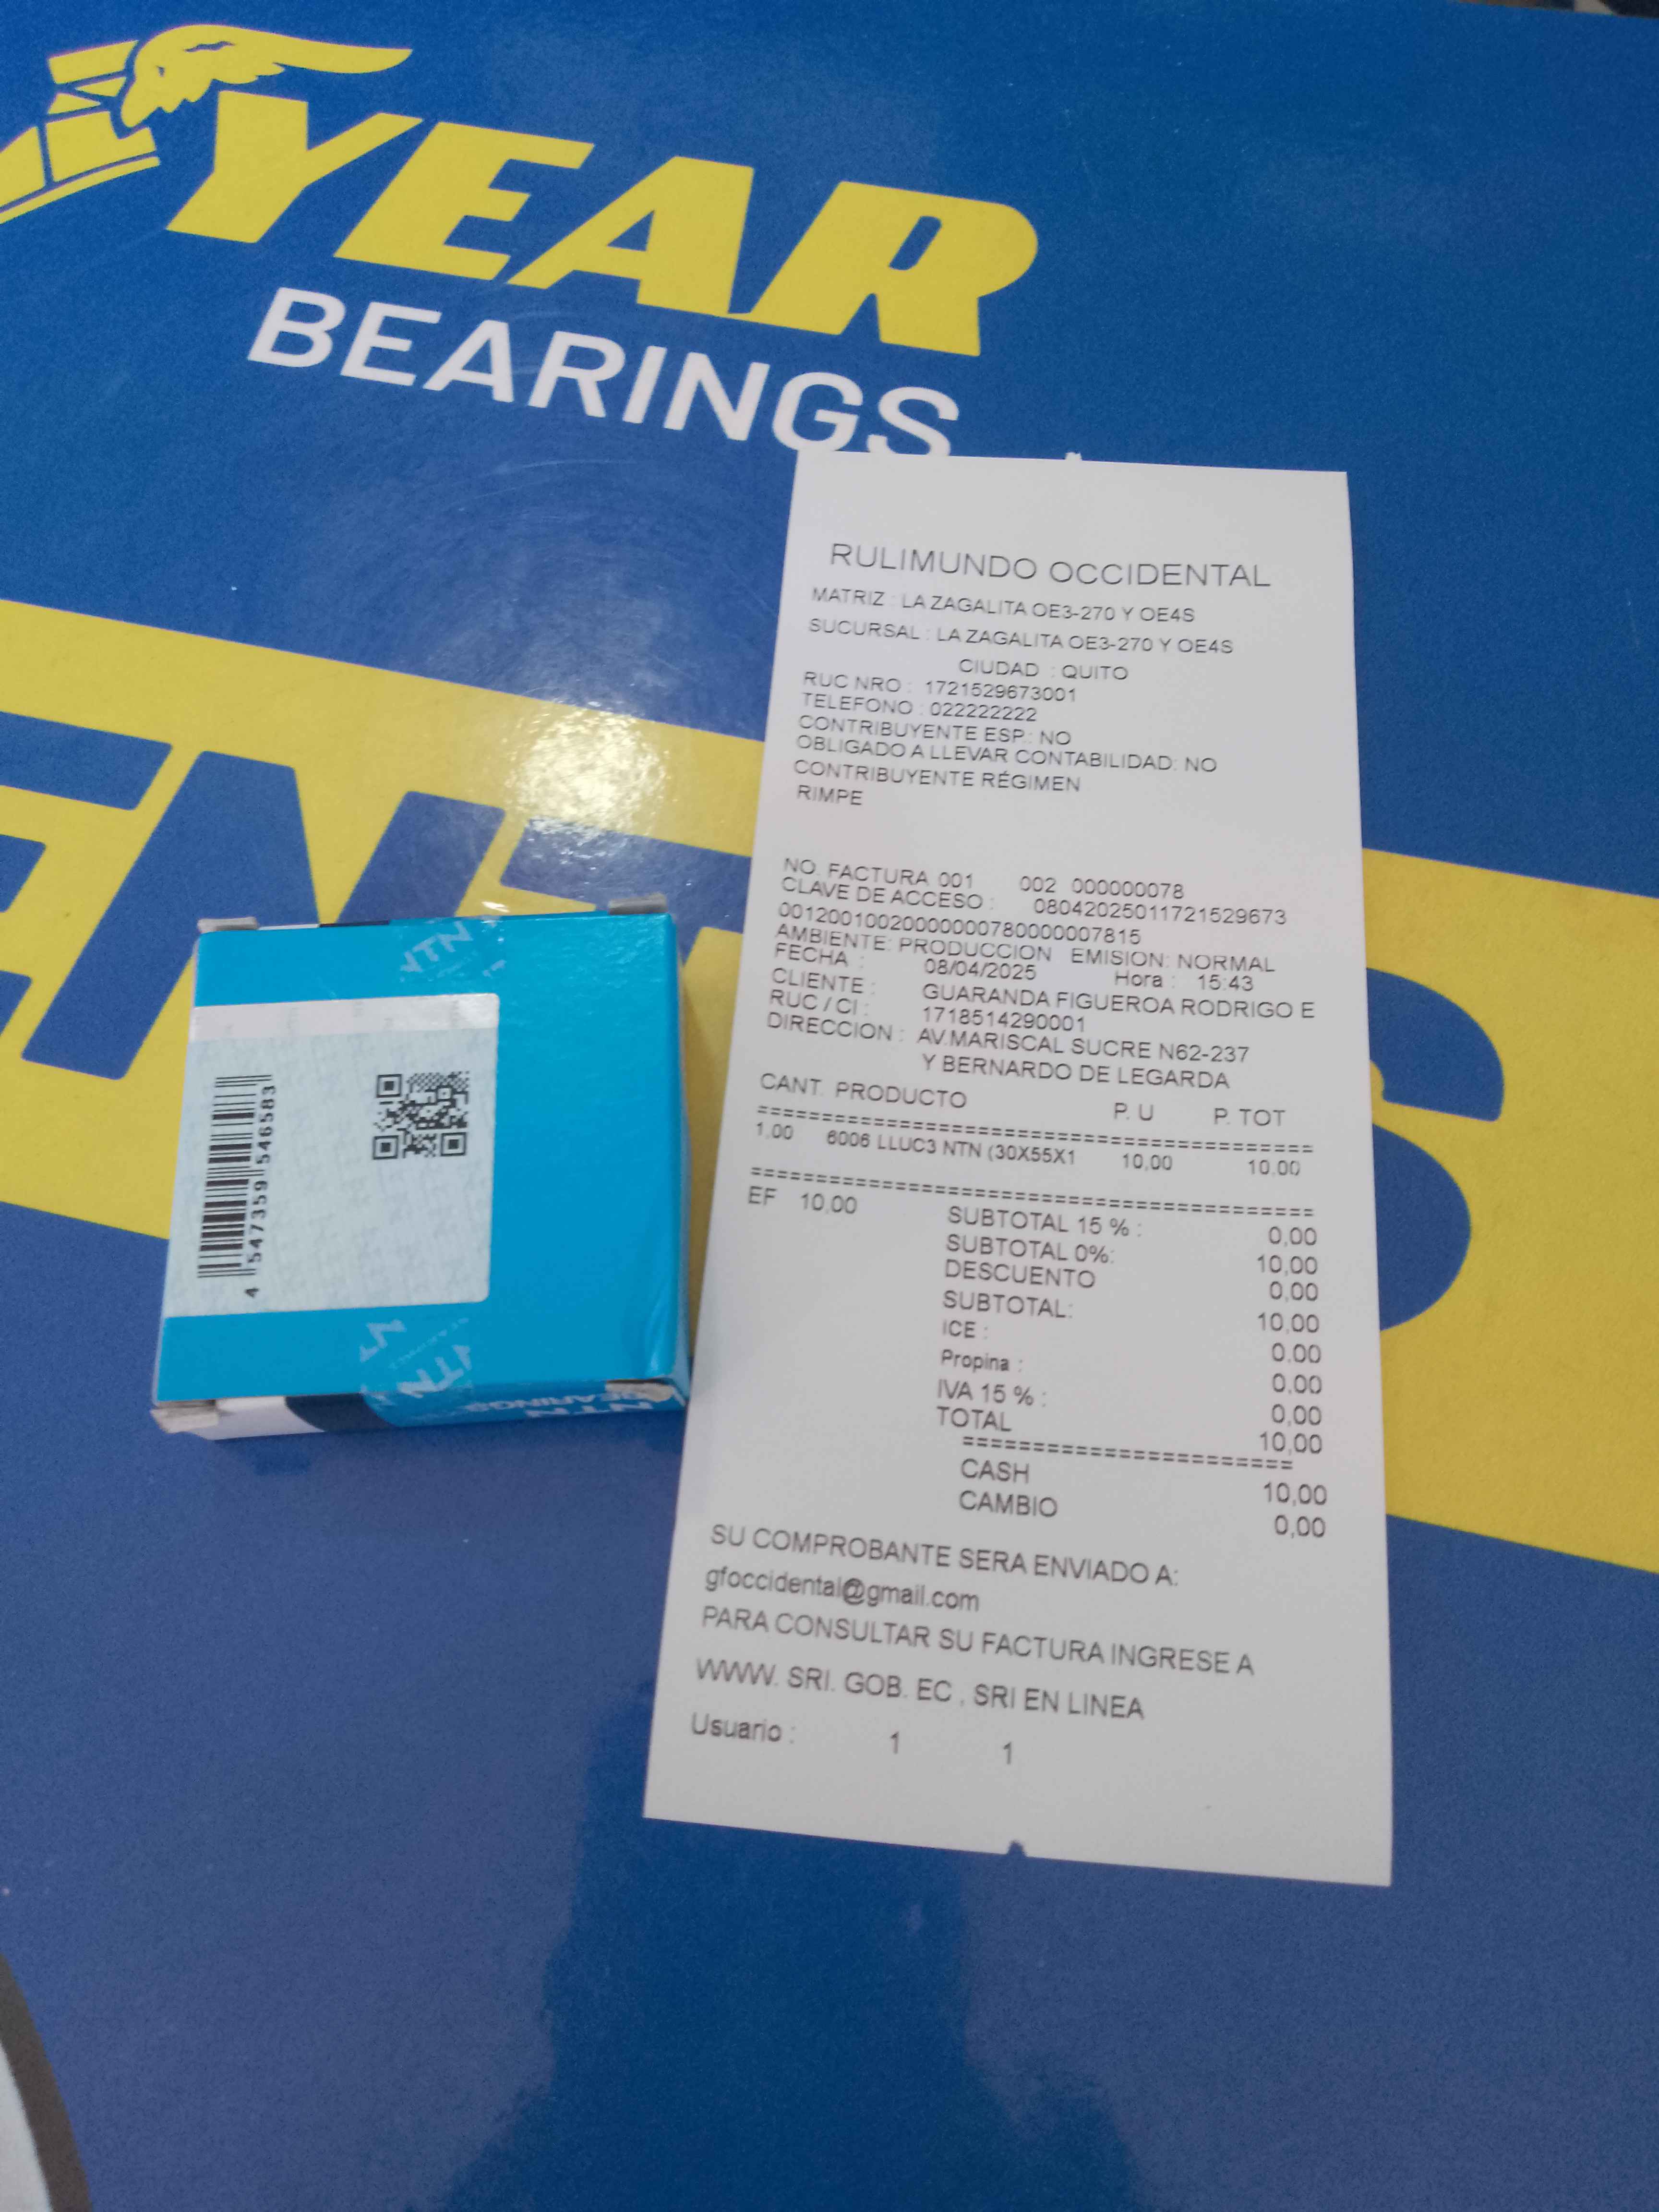 YEAR
BEARINGS
RULIMUNDO OCCIDENTAL
MATRIZ : LA ZAGALITA OE3-270 Y OE4S
SUCURSAL : LA ZAGALITA OE3-270 Y OE4S
CIUDAD : QUITO
RUC NRO : 1721529673001
TELEFONO : 022222222
CONTRIBUYENTE ESP.: NO
OBLIGADO A LLEVAR CONTABILIDAD: NO
CONTRIBUYENTE RÉGIMEN
RIMPE
NO. FACTURA 001 002 000000078
CLAVE DE ACCESO : 08042025011721529673
00120010020000000780000007815
AMBIENTE: PRODUCCION EMISION: NORMAL
FECHA : 08/04/2025 Hora : 15:43
CLIENTE : GUARANDA FIGUEROA RODRIGO E
RUC / CI : 1718514290001
DIRECCION : AV.MARISCAL SUCRE N62-237
Y BERNARDO DE LEGARDA
CANT. PRODUCTO P. U P. TOT
======================================
1.00 6006 LLUC3 NTN (30X55X1 10,00 10.00
======================================
EF 10,00 SUBTOTAL 15 % : 0,00
SUBTOTAL 0%: 10,00
DESCUENTO 0,00
SUBTOTAL: 10,00
ICE : 0.00
Propina : 0.00
IVA 15 % : 0,00
TOTAL 10,00
=======================
CASH 10,00
CAMBIO 0,00
SU COMPROBANTE SERA ENVIADO A:
gfoccidental@gmail.com
PARA CONSULTAR SU FACTURA INGRESE A
WWW. SRI. GOB. EC , SRI EN LINEA
Usuario : 1 1
4 547359 546583
NTN
NTN
NTN
BEARINGS